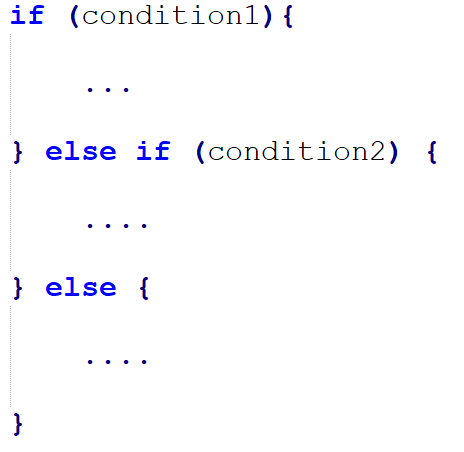 if (condition1){
...
} else if (condition2) {
....
} else {
....
}